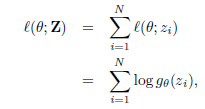 ℓ(θ; Z) = ∑_{i=1}^{N} ℓ(θ; z_i)
= ∑_{i=1}^{N} log g_θ(z_i),